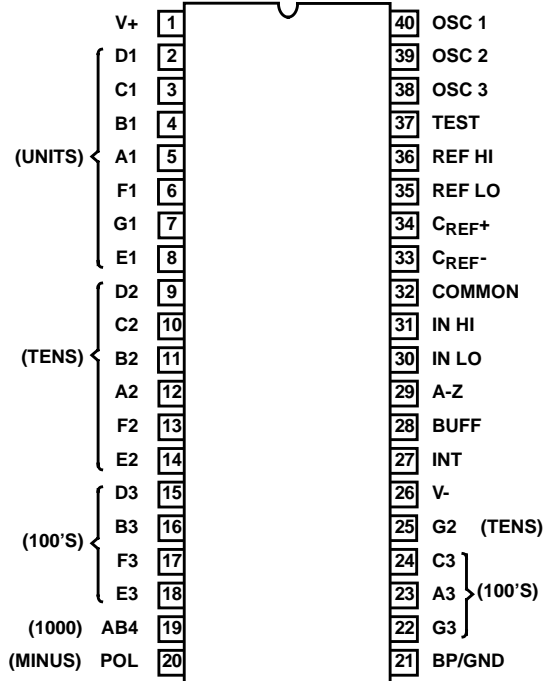 V+ 1 40 OSC 1
D1 2 39 OSC 2
C1 3 38 OSC 3
B1 4 37 TEST
(UNITS) A1 5 36 REF HI
F1 6 35 REF LO
G1 7 34 CREF+
E1 8 33 CREF-
D2 9 32 COMMON
C2 10 31 IN HI
(TENS) B2 11 30 IN LO
A2 12 29 A-Z
F2 13 28 BUFF
E2 14 27 INT
D3 15 26 V-
B3 16 25 G2 (TENS)
(100'S) F3 17 24 C3
E3 18 23 A3 (100'S)
(1000) AB4 19 22 G3
(MINUS) POL 20 21 BP/GND